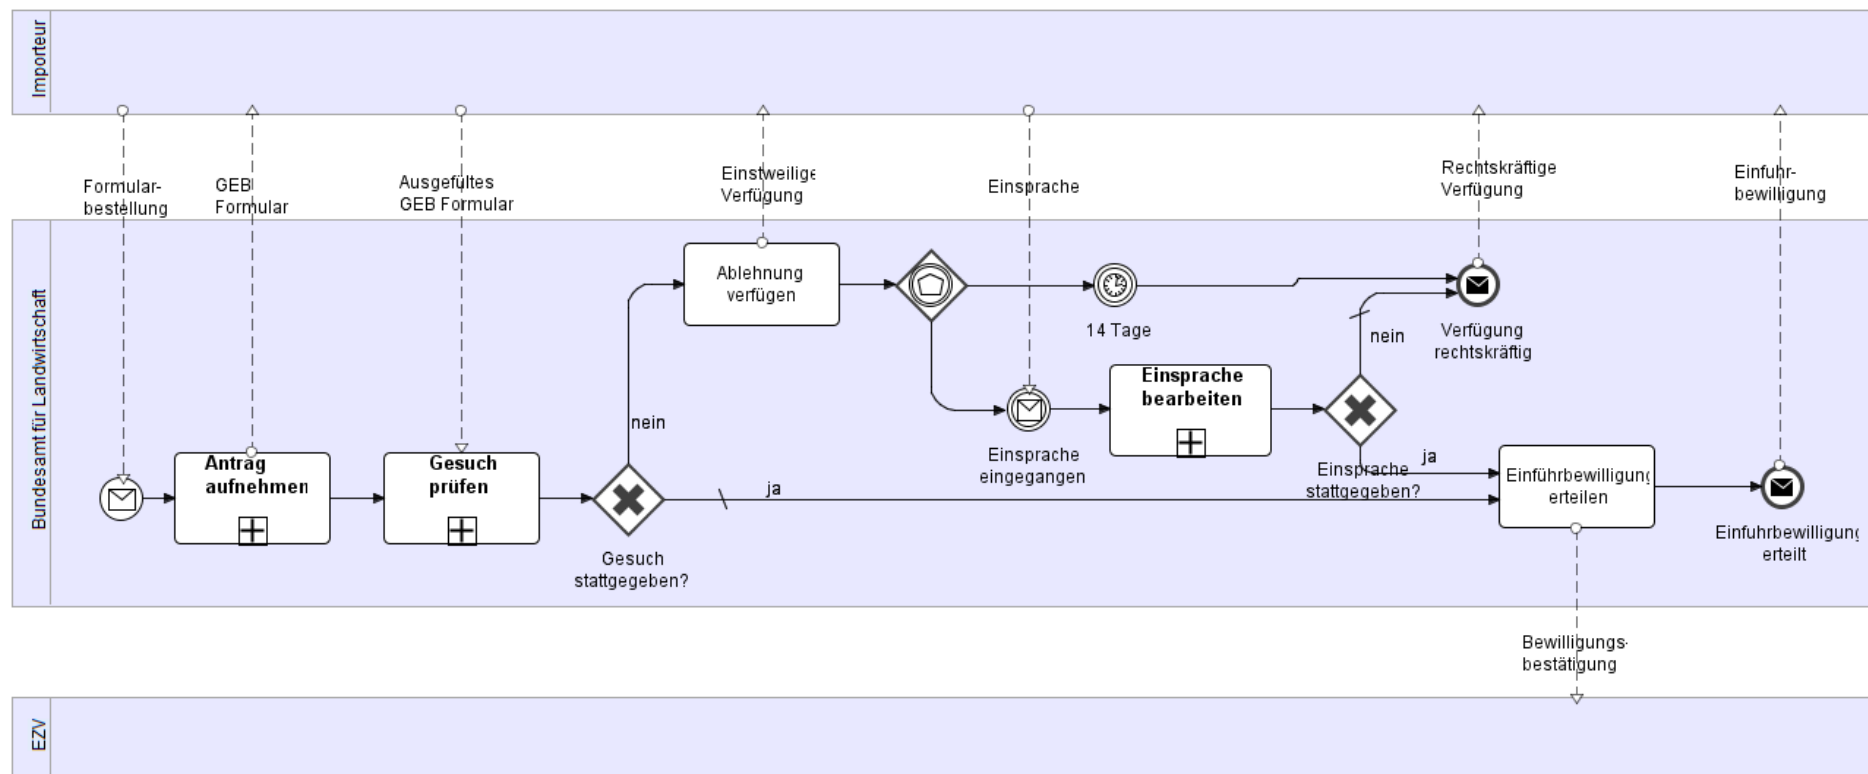 Importeur
Formular-
bestellung
GEB
Formular
Ausgefültes
GEB Formular
Einstweilige
Verfügung
Einsprache
Rechtskräftige
Verfügung
Einfuhr-
bewilligung
Bundesamt für Landwirtschaft
Ablehnung
verfügen
14 Tage
nein
Verfügung
rechtskräftig
Einsprache
bearbeiten
nein
Einsprache
eingegangen
Einsprache
stattgegeben?
ja
Antrag
aufnehmen
Gesuch
prüfen
ja
Gesuch
stattgegeben?
Einführbewilligung
erteilen
Einfuhrbewilligung
erteilt
Bewilligungs-
bestätigung
EZV